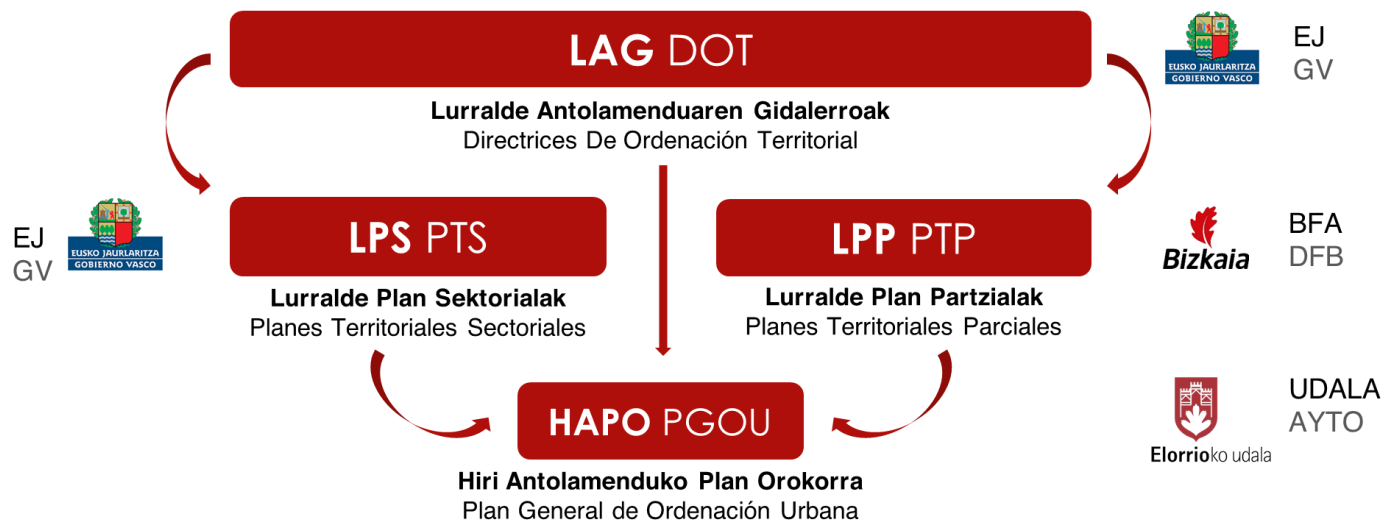 LAG DOT
EUSKO JAURLARITZA
GOBIERNO VASCO
EJ
GV
Lurralde Antolamenduaren Gidalerroak
Directrices De Ordenación Territorial
EJ
GV
EUSKO JAURLARITZA
GOBIERNO VASCO
LPS PTS
LPP PTP
Bizkaia
BFA
DFB
Lurralde Plan Sektorialak
Planes Territoriales Sectoriales
Lurralde Plan Partzialak
Planes Territoriales Parciales
HAPO PGOU
Elorrioko udala
UDALA
AYTO
Hiri Antolamenduko Plan Orokorra
Plan General de Ordenación Urbana